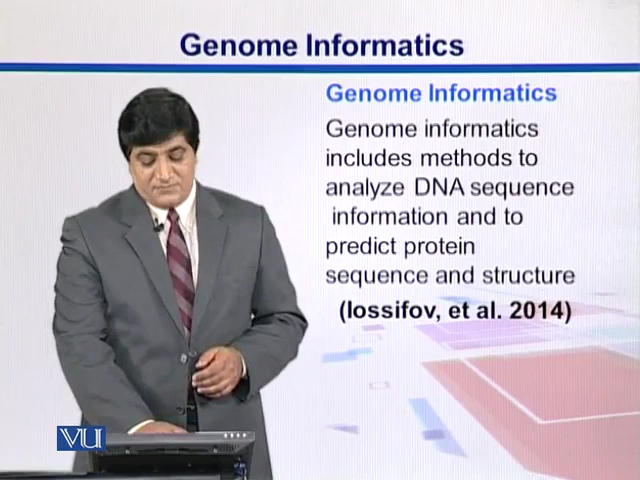 Genome Informatics
Genome Informatics
Genome informatics
includes methods to
analyze DNA sequence
information and to
predict protein
sequence and structure
(Iossifov, et al. 2014)
VU